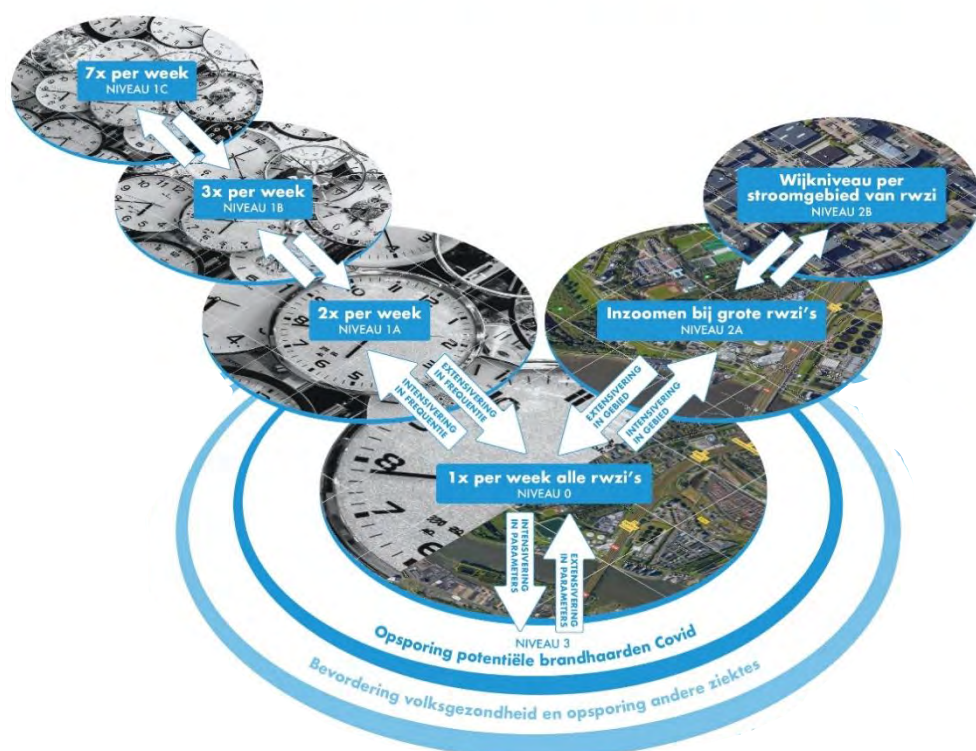 7x per week
NIVEAU 1C
3x per week
NIVEAU 1B
2x per week
NIVEAU 1A
Wijkniveau per
stroomgebied van rwzi
NIVEAU 2B
Inzoomen bij grote rwzi's
NIVEAU 2A
EXTENSIVERING
IN FREQUENTIE
INTENSIVERING
IN FREQUENTIE
EXTENSIVERING
IN GEBIED
INTENSIVERING
IN GEBIED
1x per week alle rwzi's
NIVEAU 0
INTENSIVERING
IN PARAMETERS
EXTENSIVERING
IN PARAMETERS
NIVEAU 3
Opsporing potentiële brandhaarden Covid
Bevordering volksgezondheid en opsporing andere ziektes